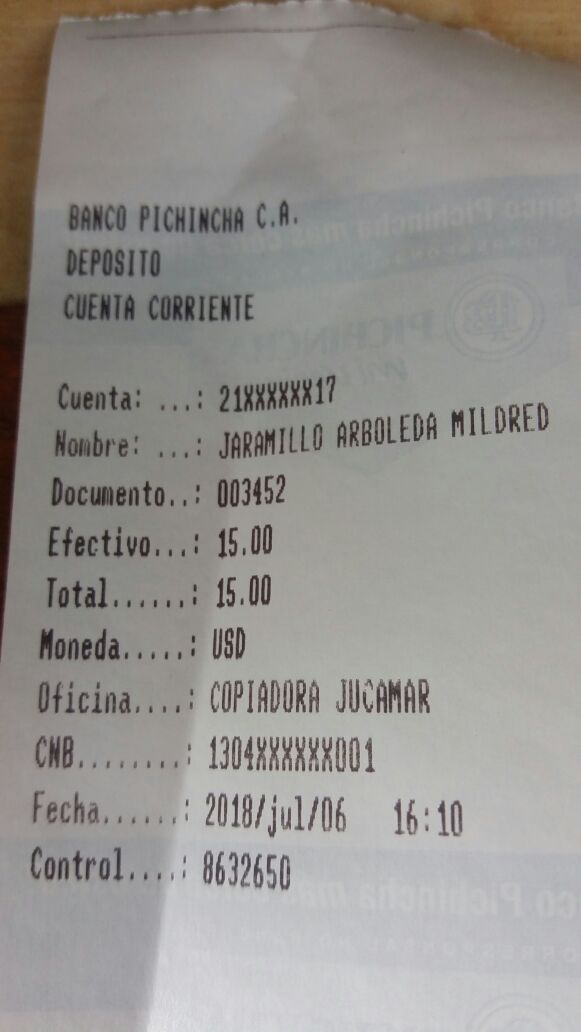 BANCO PICHINCHA C.A.
DEPOSITO
CUENTA CORRIENTE
Cuenta: ...: 21XXXXXX17
Nombre: ...: JARAMILLO ARBOLEDA MILDRED
Documento..: 003452
Efectivo...: 15.00
Total......: 15.00
Moneda.....: USD
Oficina....: COPIADORA JUCAMAR
CNB........: 1304XXXXXX001
Fecha......: 2018/jul/06 16:10
Control....: 8632650